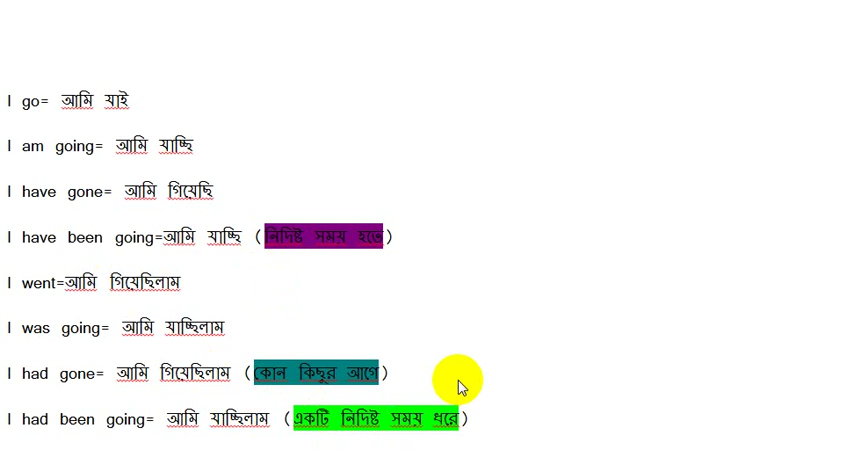 I go= আমি যাই
I am going= আমি যাচ্ছি
I have gone= আমি গিয়েছি
I have been going=আমি যাচ্ছি (নিদিষ্ট সময় হতে)
I went=আমি গিয়েছিলাম
I was going= আমি যাচ্ছিলাম
I had gone= আমি গিয়েছিলাম (কোন কিছুর আগে)
I had been going= আমি যাচ্ছিলাম (একটি নিদিষ্ট সময় ধরে)